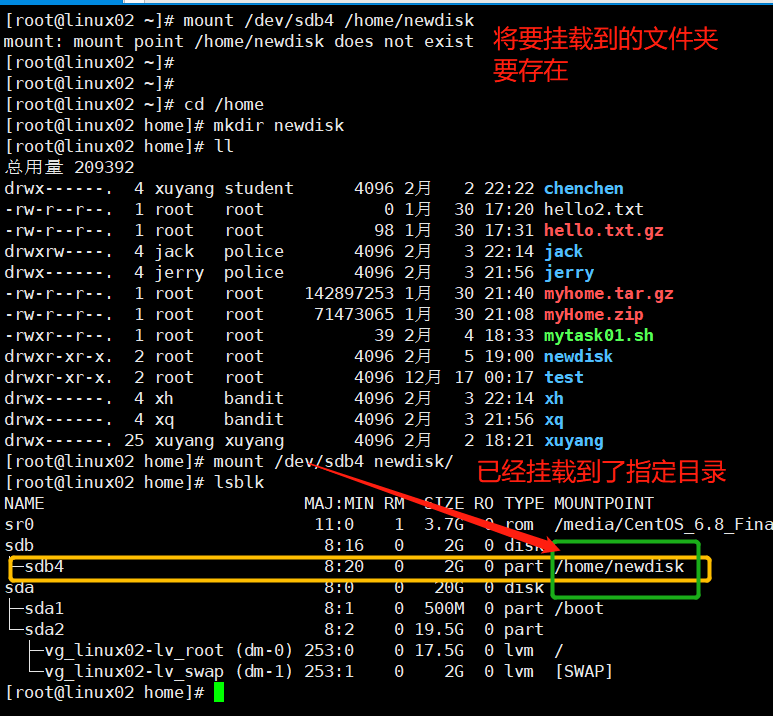 [root@linux02 ~]# mount /dev/sdb4 /home/newdisk
mount: mount point /home/newdisk does not exist
将要挂载到的文件夹
要存在
[root@linux02 ~]#
[root@linux02 ~]#
[root@linux02 ~]# cd /home
[root@linux02 home]# mkdir newdisk
[root@linux02 home]# ll
总用量 209392
drwx------. 4 xuyang student 4096 2月 2 22:22 chenchen
-rw-r--r--. 1 root root 0 1月 30 17:20 hello2.txt
-rw-r--r--. 1 root root 98 1月 30 17:31 hello.txt.gz
drwxrw----. 4 jack police 4096 2月 3 22:14 jack
drwx------. 4 jerry police 4096 2月 3 21:56 jerry
-rw-r--r--. 1 root root 142897253 1月 30 21:40 myhome.tar.gz
-rw-r--r--. 1 root root 71473065 1月 30 21:08 myHome.zip
-rwxr--r--. 1 root root 39 2月 4 18:33 mytask01.sh
drwxr-xr-x. 2 root root 4096 2月 5 19:00 newdisk
drwxr-xr-x. 2 root root 4096 12月 17 00:17 test
drwx------. 4 xh bandit 4096 2月 3 22:14 xh
drwx------. 4 xq bandit 4096 2月 3 21:56 xq
drwx------. 25 xuyang xuyang 4096 2月 2 18:21 xuyang
[root@linux02 home]# mount /dev/sdb4 newdisk/
已经挂载到了指定目录
[root@linux02 home]# lsblk
NAME MAJ:MIN RM SIZE RO TYPE MOUNTPOINT
sr0 11:0 1 3.7G 0 rom /media/CentOS_6.8_Fina
sdb 8:16 0 2G 0 disk
└─sdb4 8:20 0 2G 0 part /home/newdisk
sda 8:0 0 20G 0 disk
├─sda1 8:1 0 500M 0 part /boot
└─sda2 8:2 0 19.5G 0 part
├─vg_linux02-lv_root (dm-0) 253:0 0 17.5G 0 lvm /
└─vg_linux02-lv_swap (dm-1) 253:1 0 2G 0 lvm [SWAP]
[root@linux02 home]#